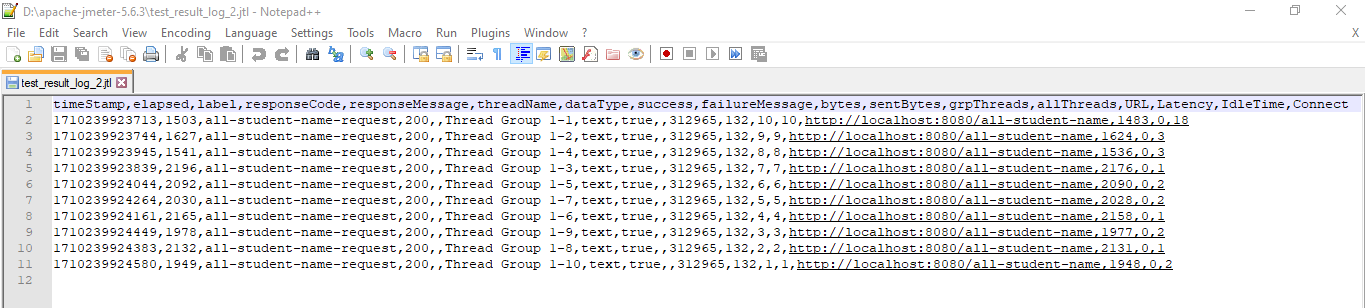 D:\apache-jmeter-5.6.3\test_result_log_2.jtl - Notepad++
File Edit Search View Encoding Language Settings Tools Macro Run Plugins Window ? X
test_result_log_2.jtl
1 timeStamp,elapsed,label,responseCode,responseMessage,threadName,dataType,success,failureMessage,bytes,sentBytes,grpThreads,allThreads,URL,Latency,IdleTime,Connect
2 1710239923713,1503,all-student-name-request,200,,Thread Group 1-1,text,true,,312965,132,10,10,http://localhost:8080/all-student-name,1483,0,18
3 1710239923744,1627,all-student-name-request,200,,Thread Group 1-2,text,true,,312965,132,9,9,http://localhost:8080/all-student-name,1624,0,3
4 1710239923945,1541,all-student-name-request,200,,Thread Group 1-4,text,true,,312965,132,8,8,http://localhost:8080/all-student-name,1536,0,3
5 1710239923839,2196,all-student-name-request,200,,Thread Group 1-3,text,true,,312965,132,7,7,http://localhost:8080/all-student-name,2176,0,1
6 1710239924044,2092,all-student-name-request,200,,Thread Group 1-5,text,true,,312965,132,6,6,http://localhost:8080/all-student-name,2090,0,2
7 1710239924264,2030,all-student-name-request,200,,Thread Group 1-7,text,true,,312965,132,5,5,http://localhost:8080/all-student-name,2028,0,2
8 1710239924161,2165,all-student-name-request,200,,Thread Group 1-6,text,true,,312965,132,4,4,http://localhost:8080/all-student-name,2158,0,1
9 1710239924449,1978,all-student-name-request,200,,Thread Group 1-9,text,true,,312965,132,3,3,http://localhost:8080/all-student-name,1977,0,2
10 1710239924383,2132,all-student-name-request,200,,Thread Group 1-8,text,true,,312965,132,2,2,http://localhost:8080/all-student-name,2131,0,1
11 1710239924580,1949,all-student-name-request,200,,Thread Group 1-10,text,true,,312965,132,1,1,http://localhost:8080/all-student-name,1948,0,2
12